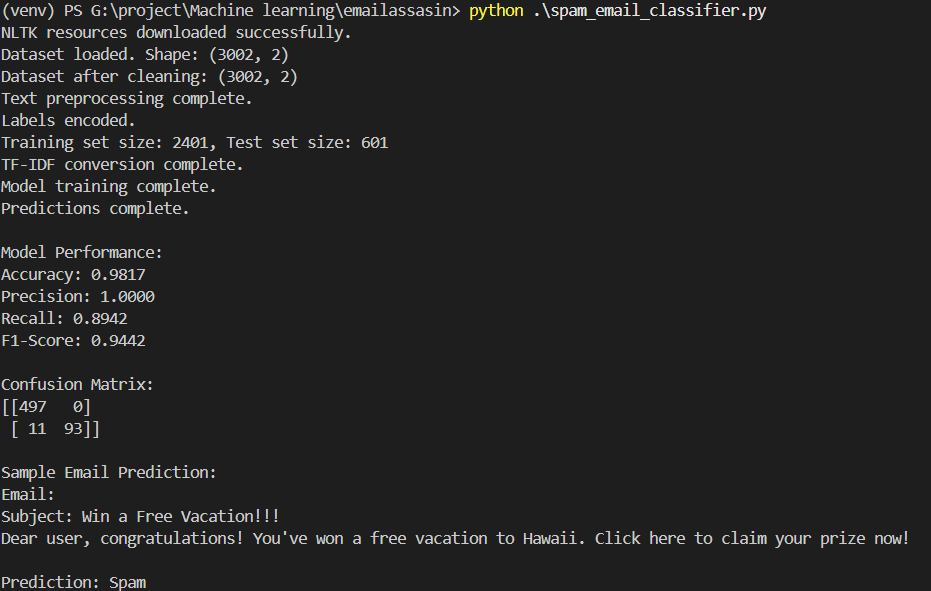 (venv) PS G:\project\Machine learning\emailassasin> python .\spam_email_classifier.py
NLTK resources downloaded successfully.
Dataset loaded. Shape: (3002, 2)
Dataset after cleaning: (3002, 2)
Text preprocessing complete.
Labels encoded.
Training set size: 2401, Test set size: 601
TF-IDF conversion complete.
Model training complete.
Predictions complete.

Model Performance:
Accuracy: 0.9817
Precision: 1.0000
Recall: 0.8942
F1-Score: 0.9442

Confusion Matrix:
[[497   0]
 [ 11  93]]

Sample Email Prediction:
Email:
Subject: Win a Free Vacation!!!
Dear user, congratulations! You've won a free vacation to Hawaii. Click here to claim your prize now!

Prediction: Spam